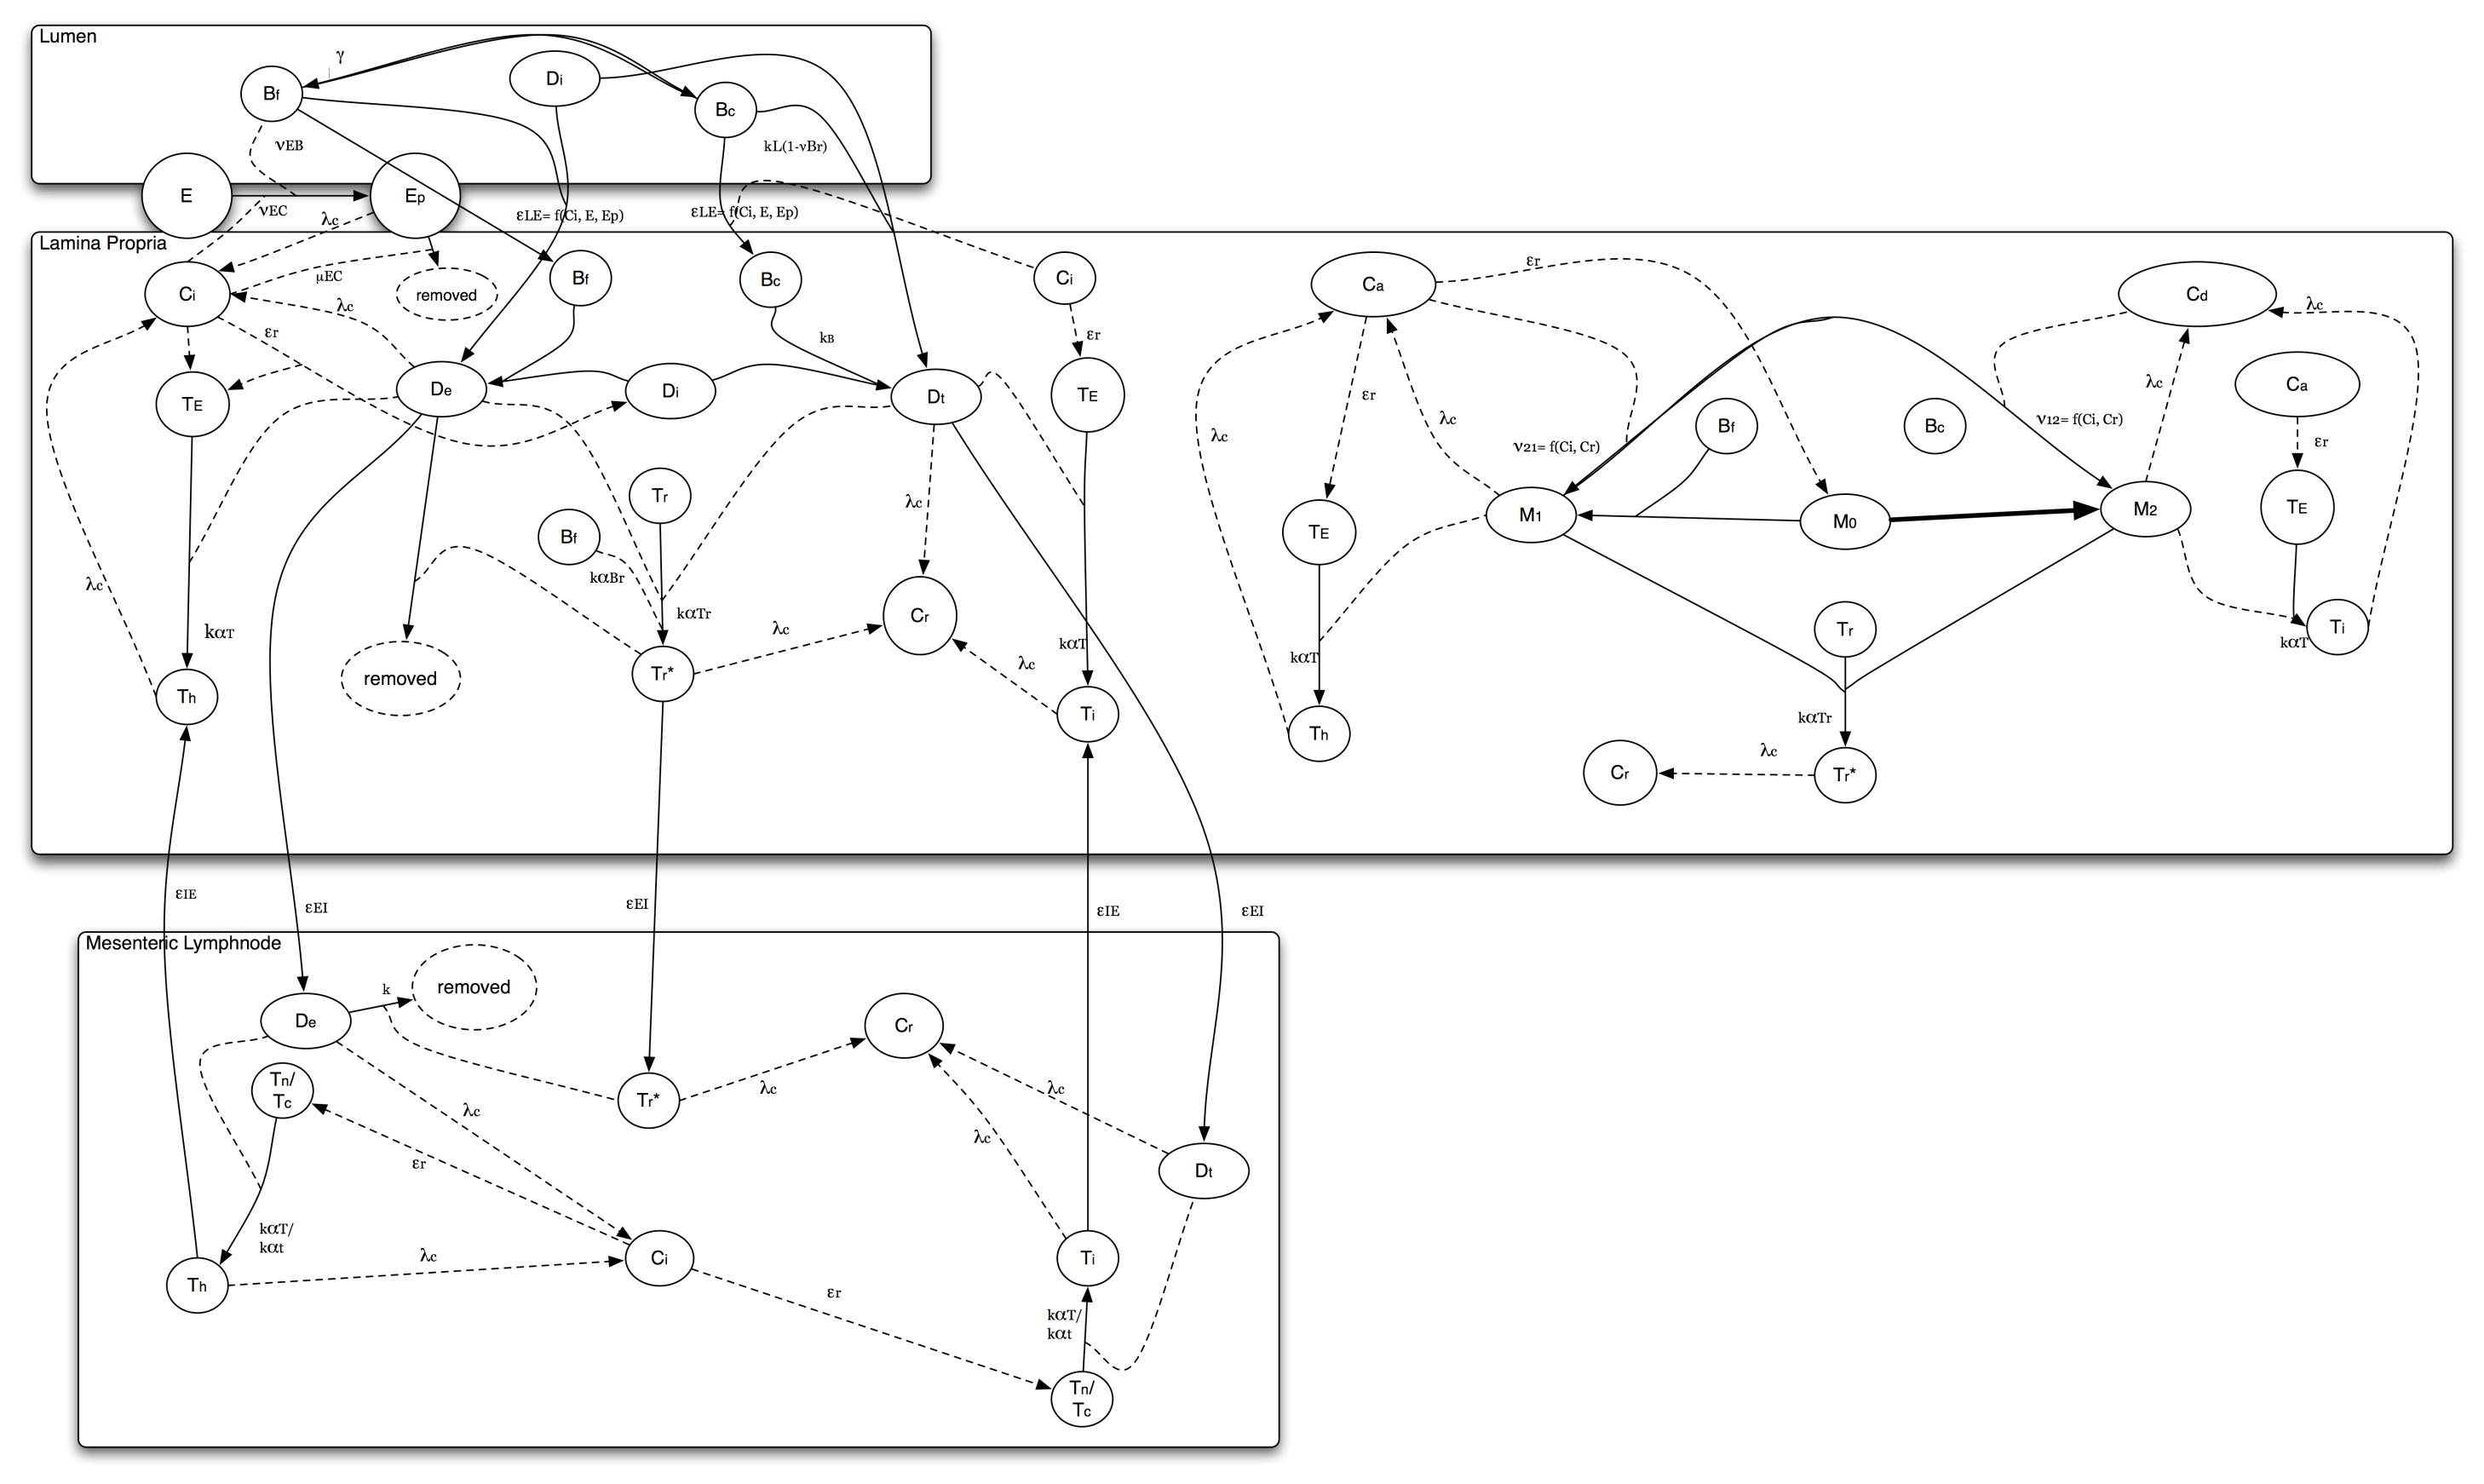 Lumen
γ
Bf
Di
Bc
νEB
kL(1-νBr)
E
Ep
νEC
λc
εLE= f(Ci, E, Ep)
εLE= f(Ci, E, Ep)
Lamina Propria
Ci
μEC
removed
Bf
Bc
Ci
λc
εr
kB
εr
TE
De
Di
Dt
TE
Tr
Bf
kαBr
kαTr
λc
Cr
λc
kαT
λc
λc
kαT
Th
removed
Tr*
Ti
Ca
εr
Cd
λc
εr
λc
λc
ν21= f(Ci, Cr)
Bf
Bc
ν12= f(Ci, Cr)
λc
Ca
εr
TE
M1
M0
M2
TE
kαT
Th
Tr
kαTr
kαT
Ti
Cr
λc
Tr*
εIE
εEI
εEI
εIE
εEI
Mesenteric Lymphnode
De
k
removed
Cr
Tn/
Tc
λc
Tr*
λc
λc
λc
εr
Dt
kαT/
kαt
Th
λc
Ci
εr
Ti
kαT/
kαt
Tn/
Tc